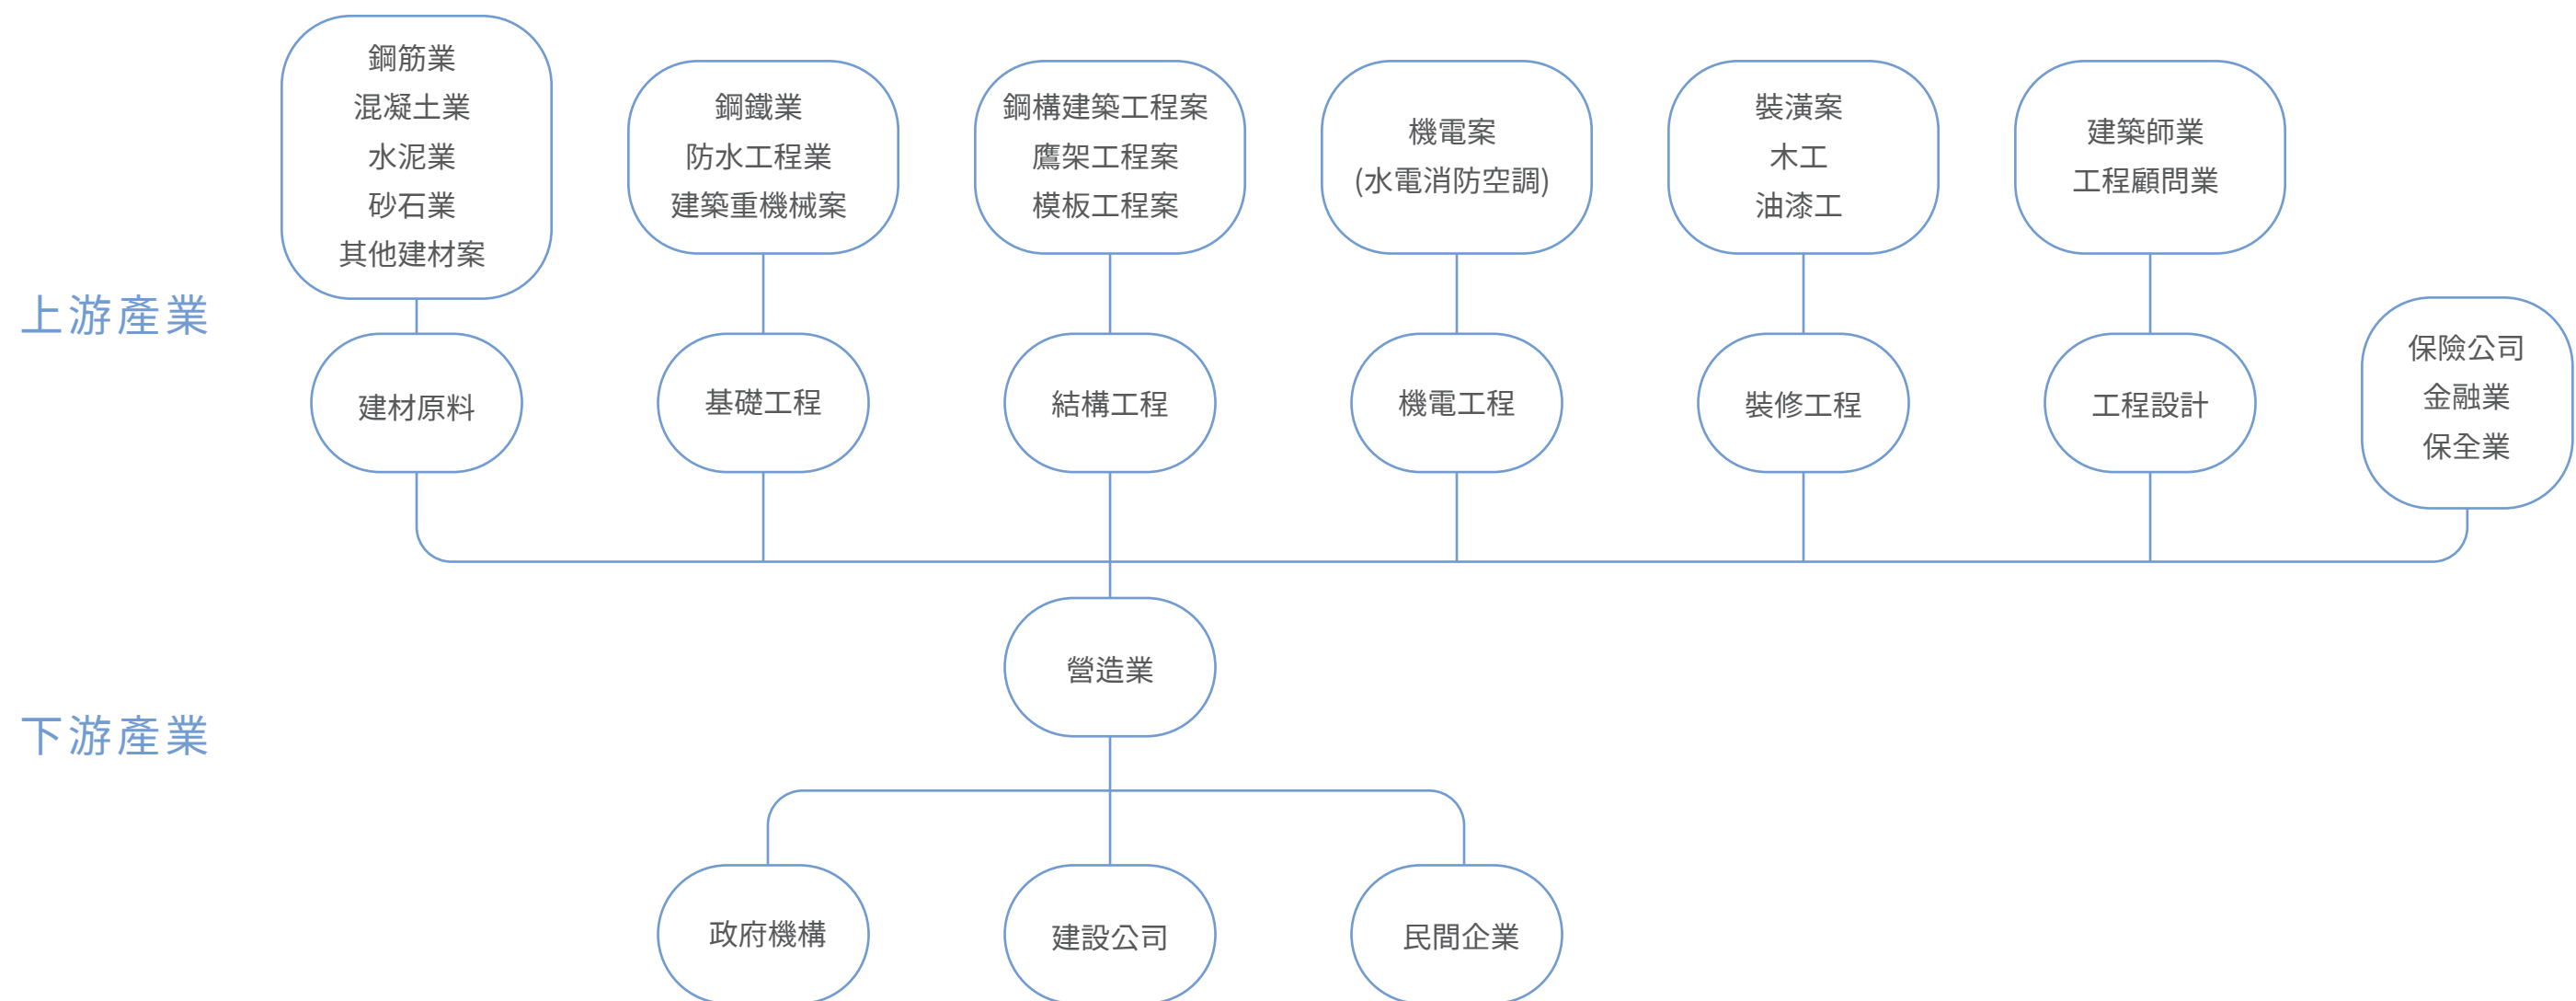 鋼筋業
混凝土業
水泥業
砂石業
其他建材案
鋼鐵業
防水工程業
建築重機械案
鋼構建築工程案
鷹架工程案
模板工程案
機電案
(水電消防空調)
裝潢案
木工
油漆工
建築師業
工程顧問業
上游產業
建材原料
基礎工程
結構工程
機電工程
裝修工程
工程設計
保險公司
金融業
保全業
營造業
下游產業
政府機構
建設公司
民間企業